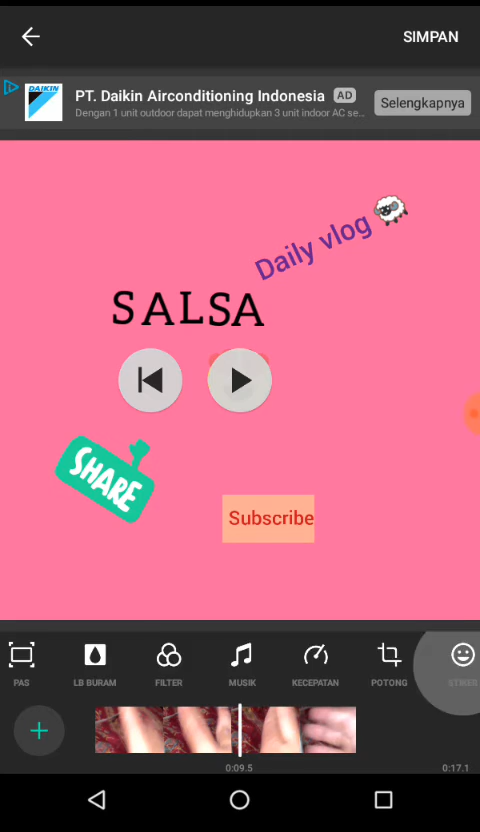 SIMPAN
DAIKIN
PT. Daikin Airconditioning Indonesia AD
Dengan 1 unit outdoor dapat menghidupkan 3 unit indoor AC se...
Selengkapnya
Daily vlog
SALSA
SHARE
Subscribe
PAS LB BURAM FILTER MUSIK KECEPATAN POTONG STIKER
0:09.5 0:17.1